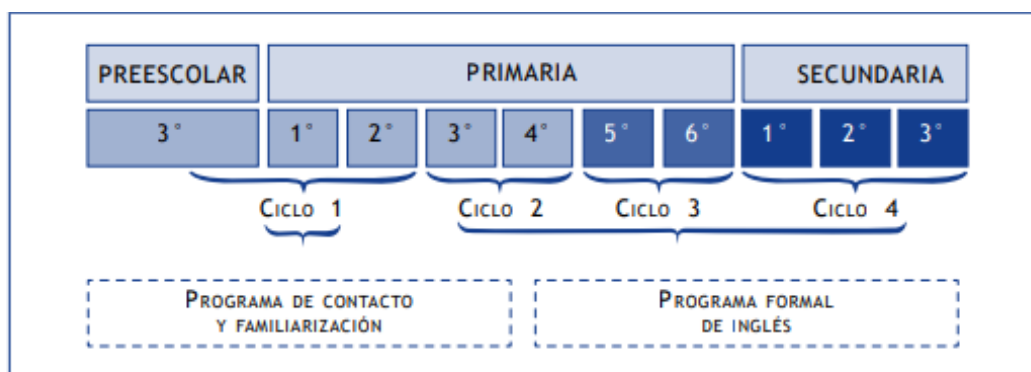 PREESCOLAR PRIMARIA SECUNDARIA
3° 1° 2° 3° 4° 5° 6° 1° 2° 3°
CICLO 1 CICLO 2 CICLO 3 CICLO 4
PROGRAMA DE CONTACTO
Y FAMILIARIZACIÓN
PROGRAMA FORMAL
DE INGLÉS